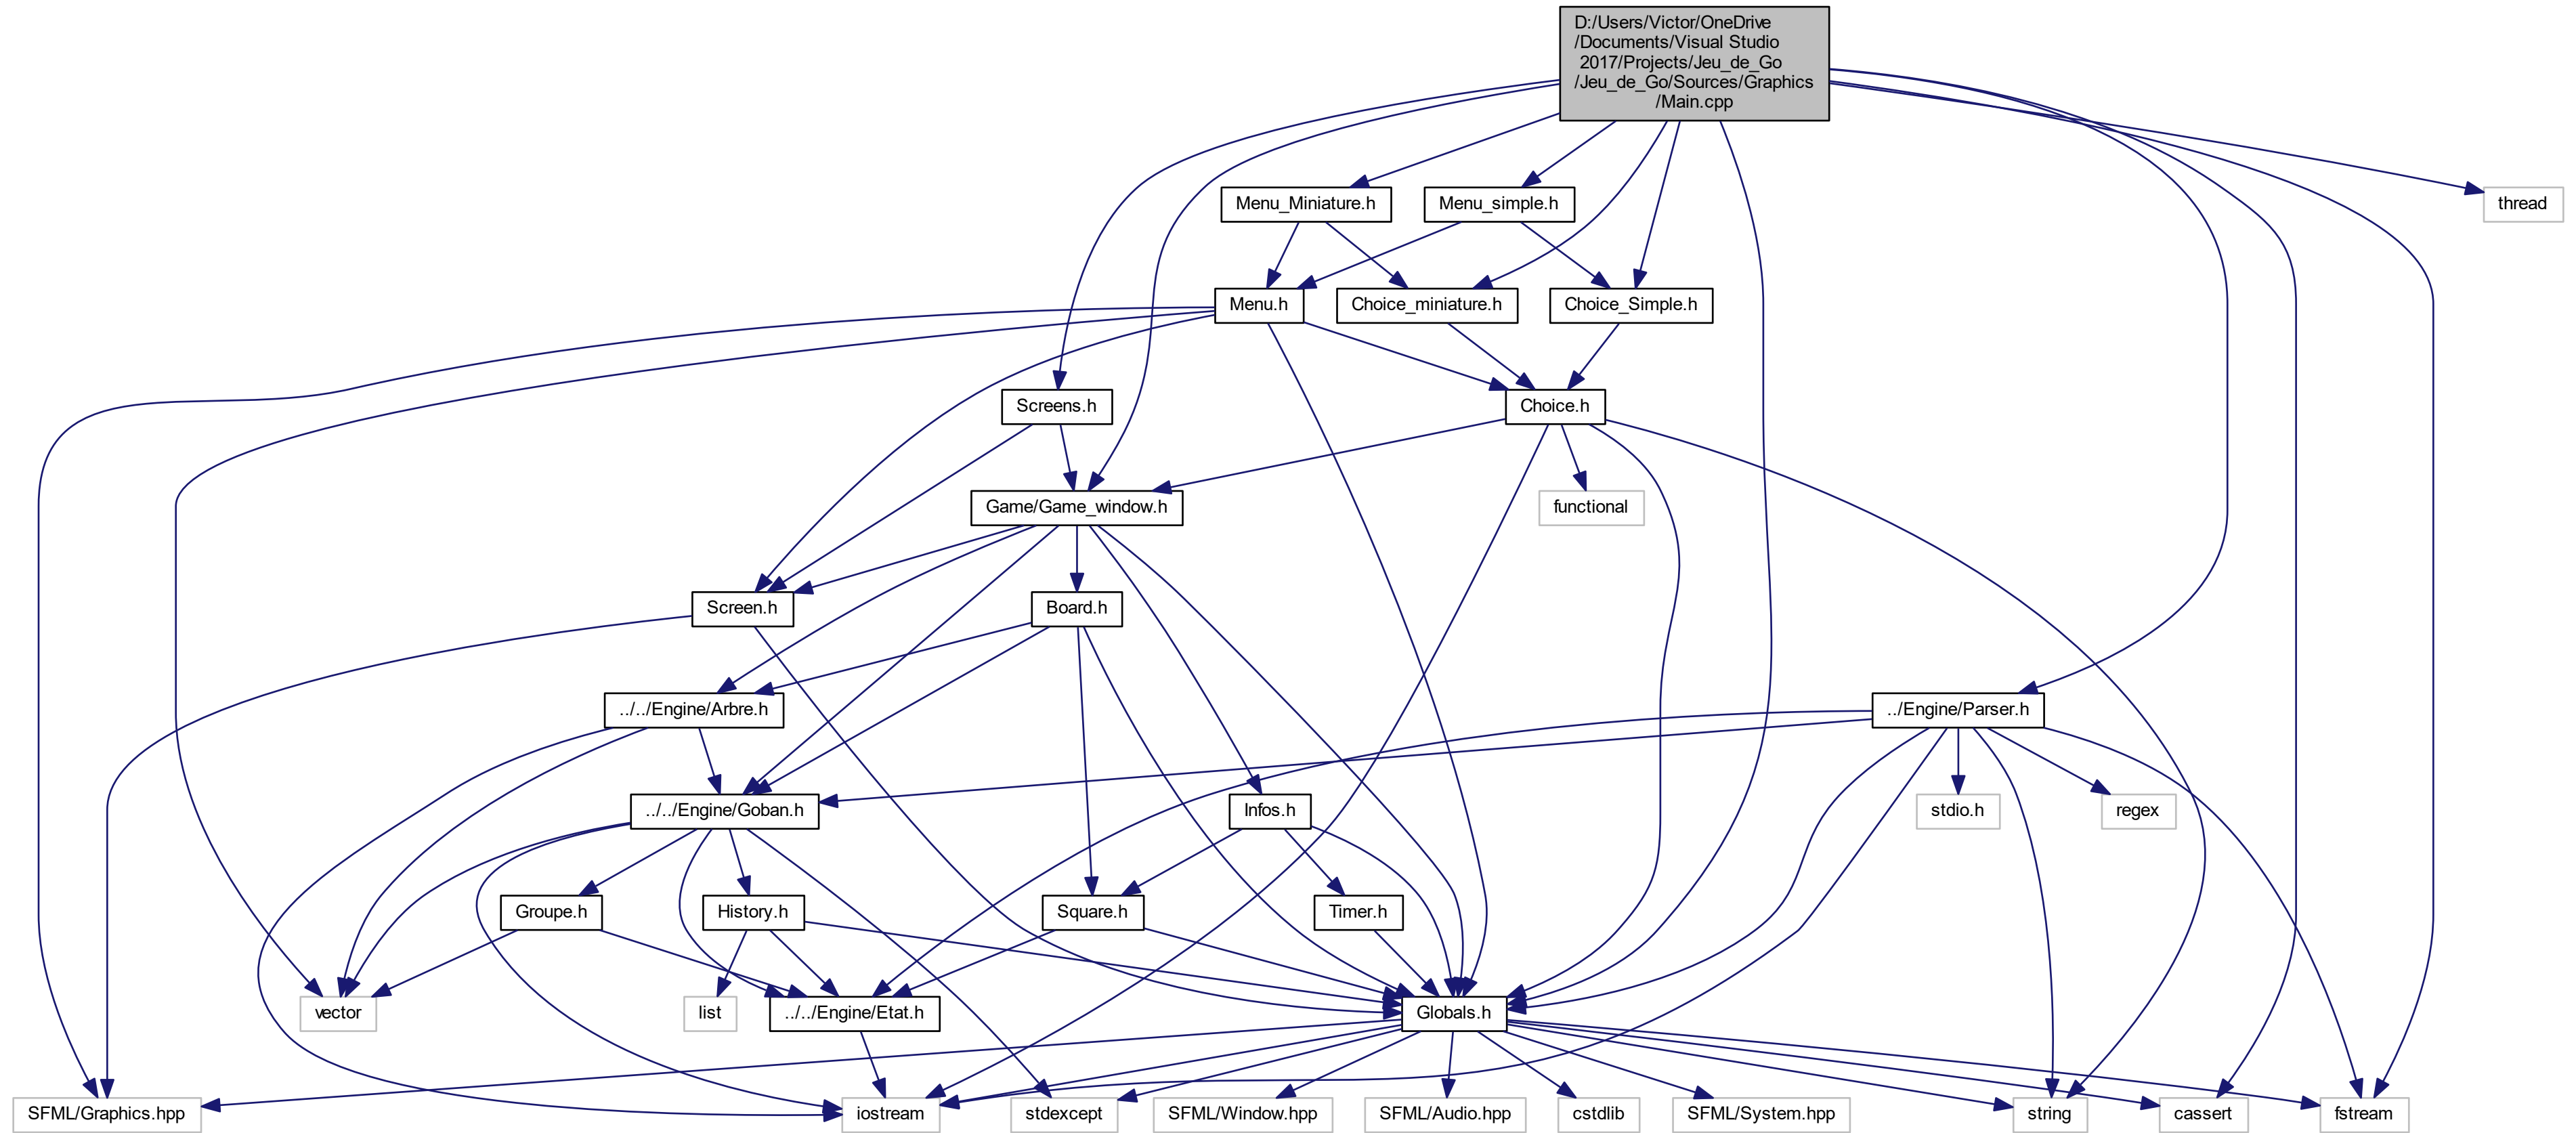 D:/Users/Victor/OneDrive
/Documents/Visual Studio
2017/Projects/Jeu_de_Go
/Jeu_de_Go/Sources/Graphics
/Main.cpp
Menu_Miniature.h
Menu_simple.h
thread
Menu.h
Choice_miniature.h
Choice_Simple.h
Screens.h
Choice.h
Game/Game_window.h
functional
Screen.h
Board.h
../../Engine/Arbre.h
../Engine/Parser.h
../../Engine/Goban.h
Infos.h
stdio.h
regex
Groupe.h
History.h
Square.h
Timer.h
vector
list
../../Engine/Etat.h
Globals.h
SFML/Graphics.hpp
iostream
stdexcept
SFML/Window.hpp
SFML/Audio.hpp
cstdlib
SFML/System.hpp
string
cassert
fstream